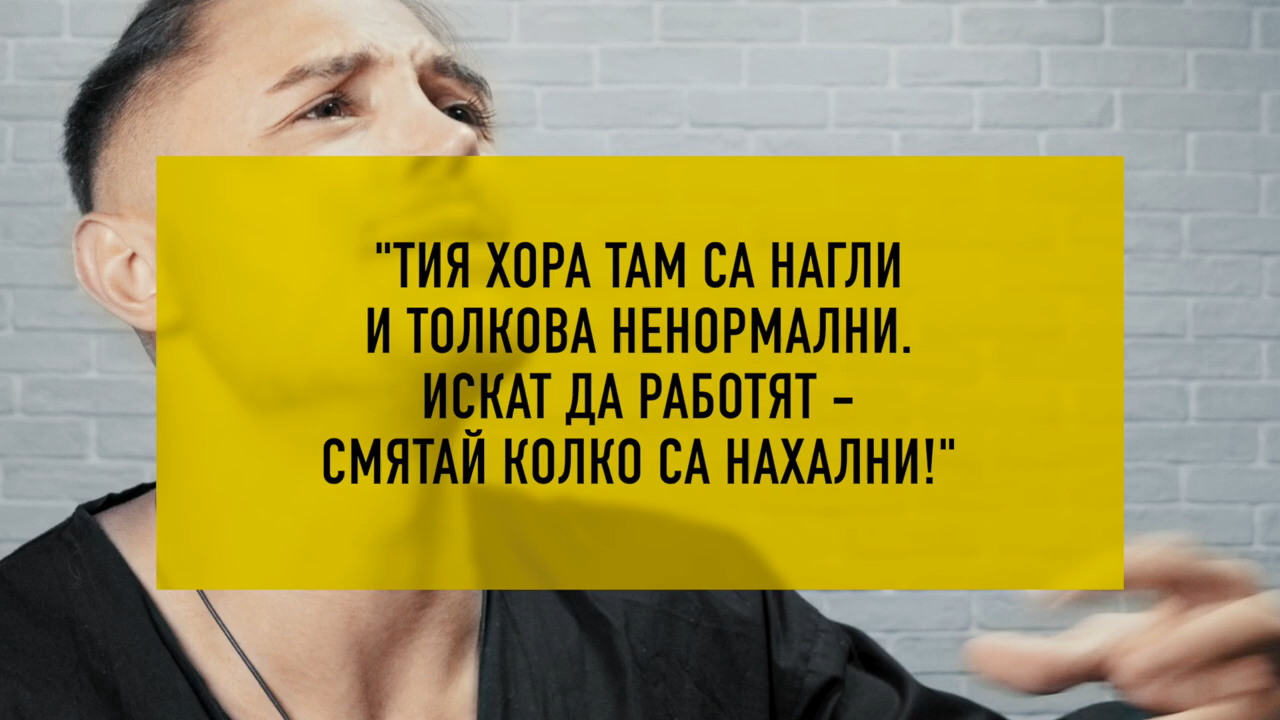 "ТИЯ ХОРА ТАМ СА НАГЛИ
И ТОЛКОВА НЕНОРМАЛНИ.
ИСКАТ ДА РАБОТЯТ –
СМЯТАЙ КОЛКО СА НАХАЛНИ!"